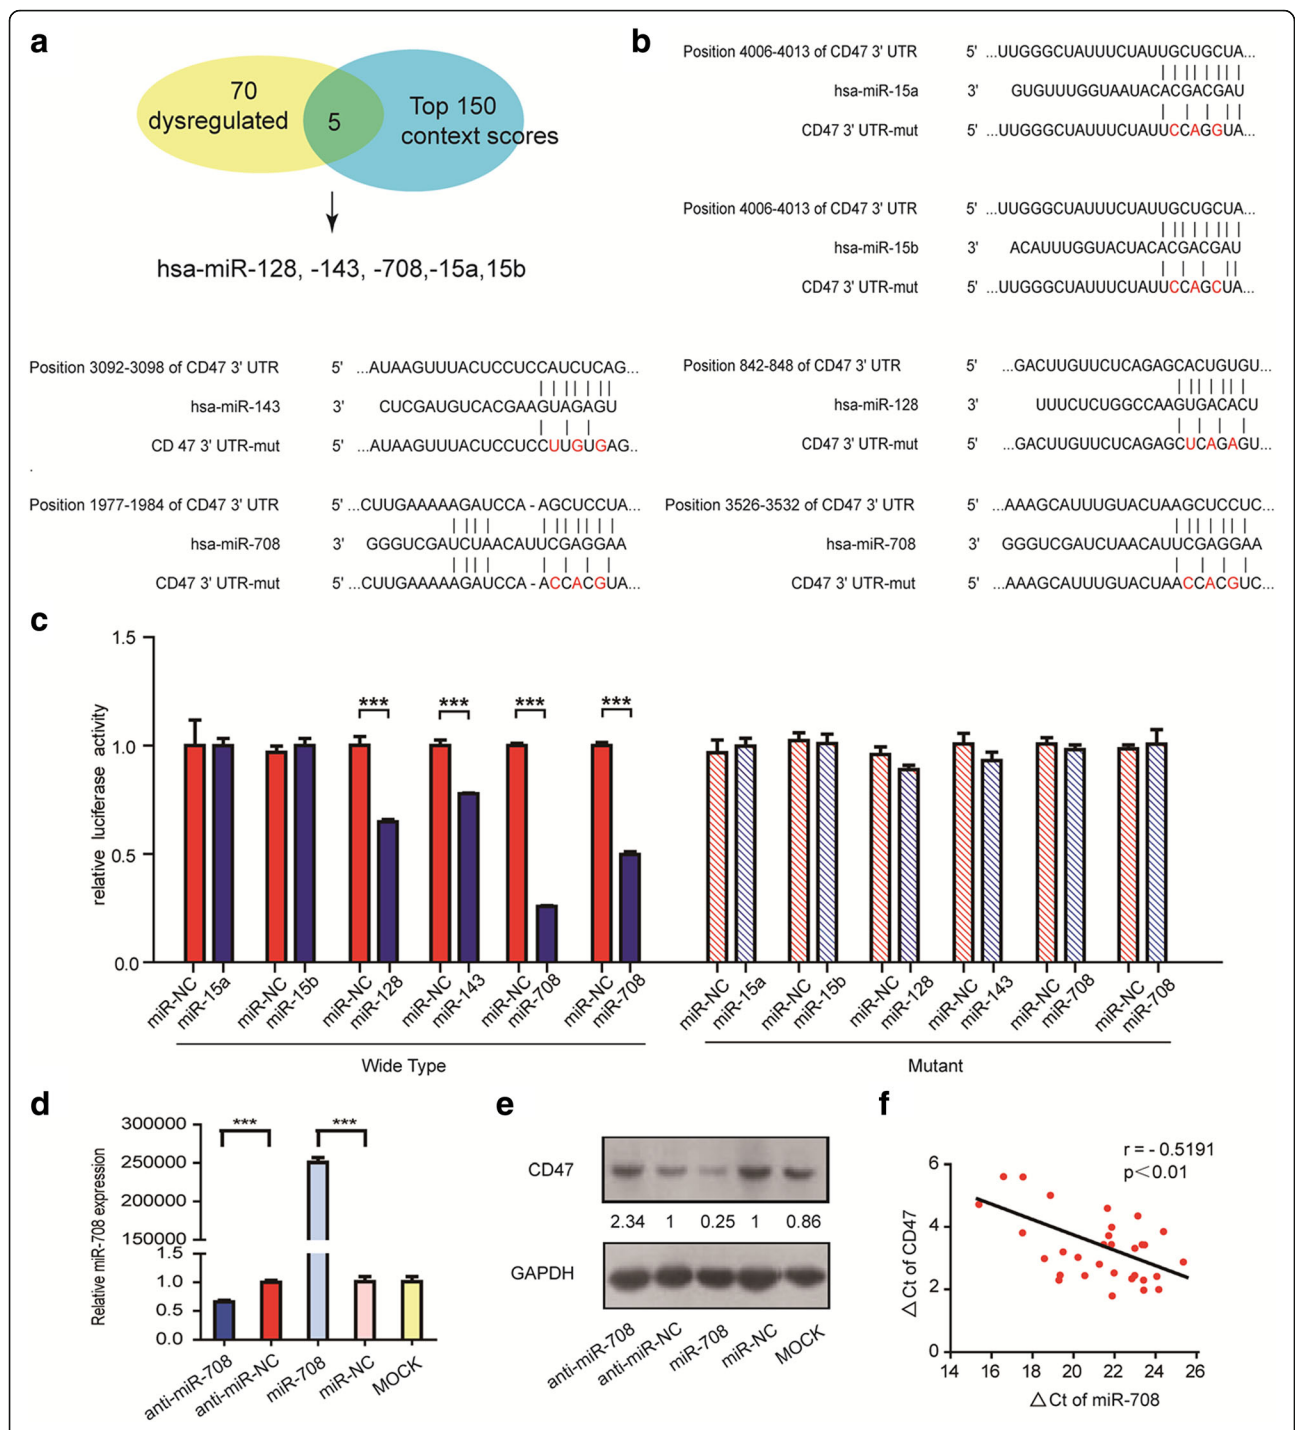 a
70
dysregulated
5
Top 150
context scores
hsa-miR-128, -143, -708,-15a,15b
b
Position 4006-4013 of CD47 3' UTR 5' ...UUGGGCUAUUUCUAUUGCUGCUA...
hsa-miR-15a 3' GUGUUUGGUAAUACACGACGAU
CD47 3' UTR-mut 5' ...UUGGGCUAUUUCUAUUCCAGGUA...
Position 4006-4013 of CD47 3' UTR 5' ...UUGGGCUAUUUCUAUUGCUGCUA...
hsa-miR-15b 3' ACAUUUGGUACUACACGACGAU
CD47 3' UTR-mut 5' ...UUGGGCUAUUUCUAUUCCAGCUA...
Position 3092-3098 of CD47 3' UTR 5' ...AUAAGUUUACUCCUCCAUCUCAG...
hsa-miR-143 3' CUCGAUGUCACGAAGUAGAGU
CD 47 3' UTR-mut 5' ...AUAAGUUUACUCCUCCUUGUGAG...
Position 842-848 of CD47 3' UTR 5' ...GACUUGUUCUCAGAGCACUGUGU...
hsa-miR-128 3' UUUCUCUGGCCAAGUGACACU
CD47 3' UTR-mut 5' ...GACUUGUUCUCAGAGCUCAGAGU...
.
Position 1977-1984 of CD47 3' UTR 5' ...CUUGAAAAAGAUCCA - AGCUCCUA...
hsa-miR-708 3' GGGUCGAUCUAACAUUCGAGGAA
CD47 3' UTR-mut 5' ...CUUGAAAAAGAUCCA - ACCACGUA...
Position 3526-3532 of CD47 3' UTR 5' ...AAAGCAUUUGUACUAAGCUCCUC...
hsa-miR-708 3' GGGUCGAUCUAACAUUCGAGGAA
CD47 3' UTR-mut 5' ...AAAGCAUUUGUACUAACCACGUC...
c
relative luciferase activity
1.5
1.0
0.5
0.0
*** *** *** ***
miR-NC miR-15a miR-NC miR-15b miR-NC miR-128 miR-NC miR-143 miR-NC miR-708 miR-NC miR-708
Wide Type
miR-NC miR-15a miR-NC miR-15b miR-NC miR-128 miR-NC miR-143 miR-NC miR-708 miR-NC miR-708
Mutant
d
Relative miR-708 expression
300000
250000
200000
150000
1.5
1.0
0.5
0.0
*** ***
anti-miR-708 anti-miR-NC miR-708 miR-NC MOCK
e
CD47
2.34 1 0.25 1 0.86
GAPDH
anti-miR-708 anti-miR-NC miR-708 miR-NC MOCK
f
r = - 0.5191
p<0.01
△Ct of CD47
6
4
2
0
14 16 18 20 22 24 26
△Ct of miR-708